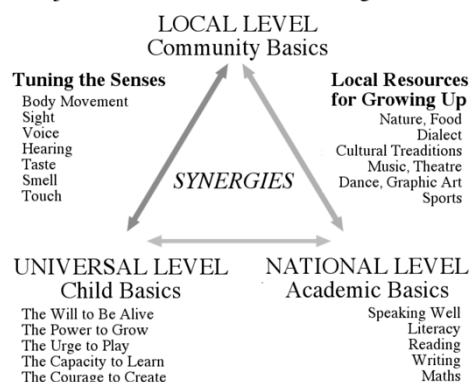 LOCAL LEVEL
Community Basics
Tuning the Senses
Body Movement
Sight
Voice
Hearing
Taste
Smell
Touch
Local Resources
for Growing Up
Nature, Food
Dialect
Cultural Treaditions
Music, Theatre
Dance, Graphic Art
Sports
SYNERGIES
UNIVERSAL LEVEL
Child Basics
The Will to Be Alive
The Power to Grow
The Urge to Play
The Capacity to Learn
The Courage to Create
NATIONAL LEVEL
Academic Basics
Speaking Well
Literacy
Reading
Writing
Maths